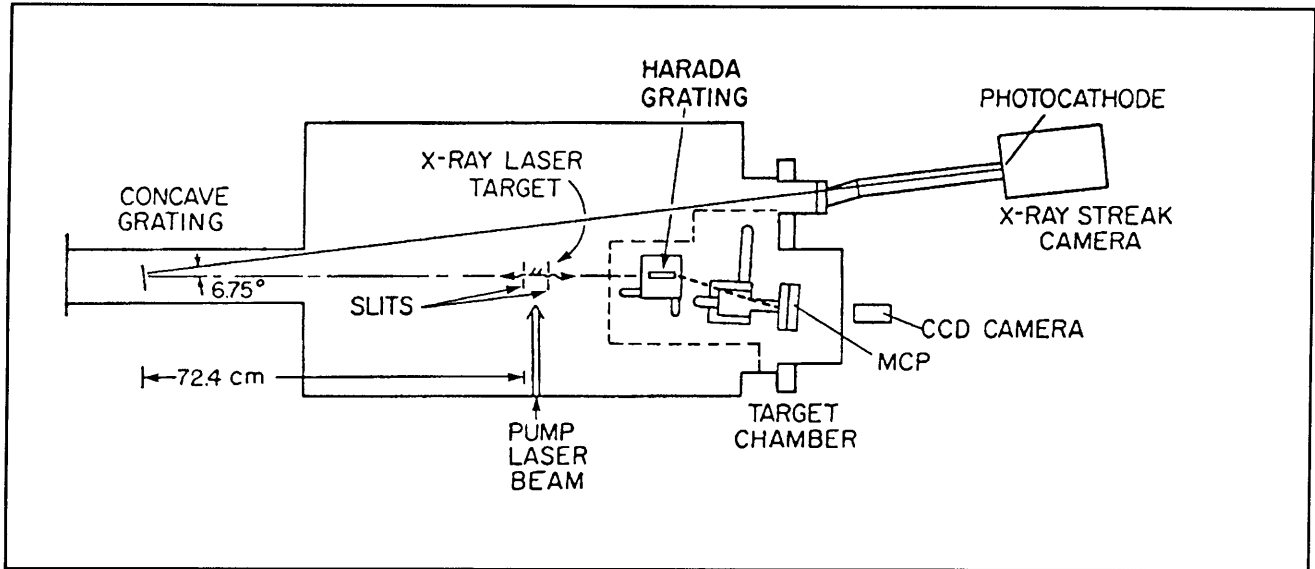 HARADA
GRATING
PHOTOCATHODE
X-RAY LASER
TARGET
CONCAVE
GRATING
X-RAY STREAK
CAMERA
6.75°
SLITS
CCD CAMERA
MCP
72.4 cm
TARGET
CHAMBER
PUMP
LASER
BEAM